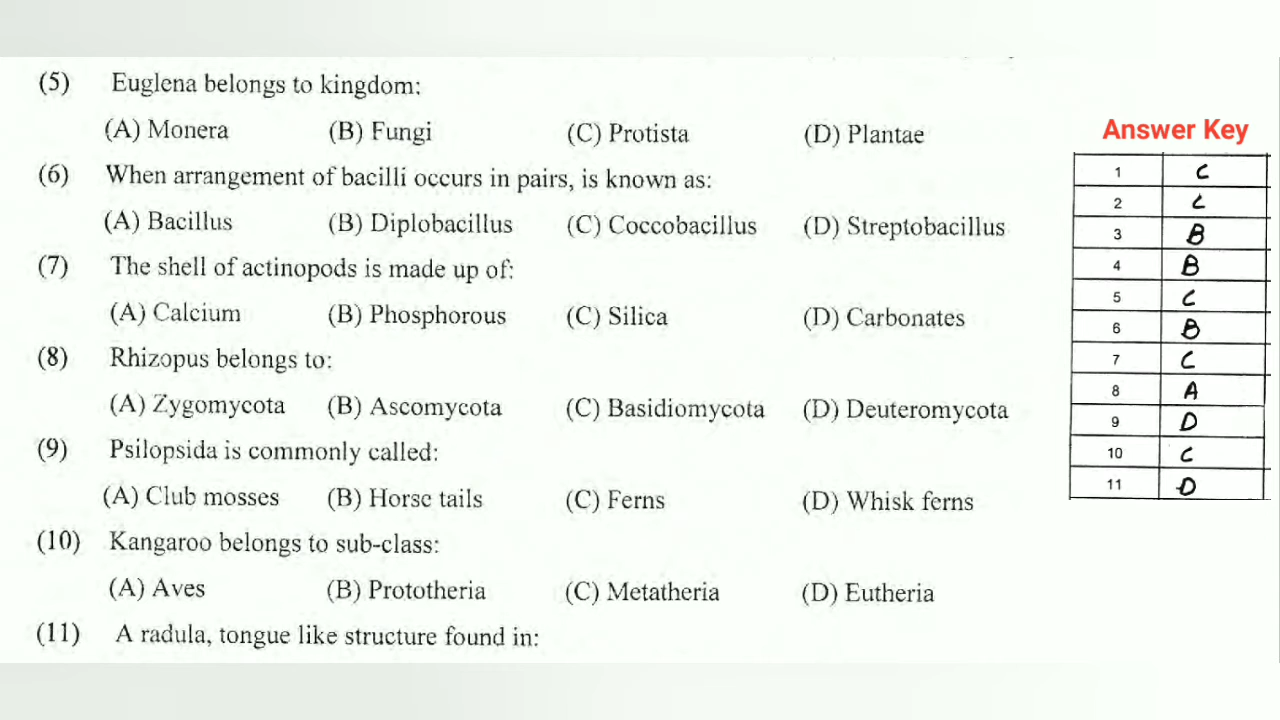 (5) Euglena belongs to kingdom:
(A) Monera (B) Fungi (C) Protista (D) Plantae
(6) When arrangement of bacilli occurs in pairs, is known as:
(A) Bacillus (B) Diplobacillus (C) Coccobacillus (D) Streptobacillus
(7) The shell of actinopods is made up of:
(A) Calcium (B) Phosphorous (C) Silica (D) Carbonates
(8) Rhizopus belongs to:
(A) Zygomycota (B) Ascomycota (C) Basidiomycota (D) Deuteromycota
(9) Psilopsida is commonly called:
(A) Club mosses (B) Horse tails (C) Ferns (D) Whisk ferns
(10) Kangaroo belongs to sub-class:
(A) Aves (B) Prototheria (C) Metatheria (D) Eutheria
(11) A radula, tongue like structure found in:
Answer Key
1 C
2 C
3 B
4 B
5 C
6 B
7 C
8 A
9 D
10 C
11 D